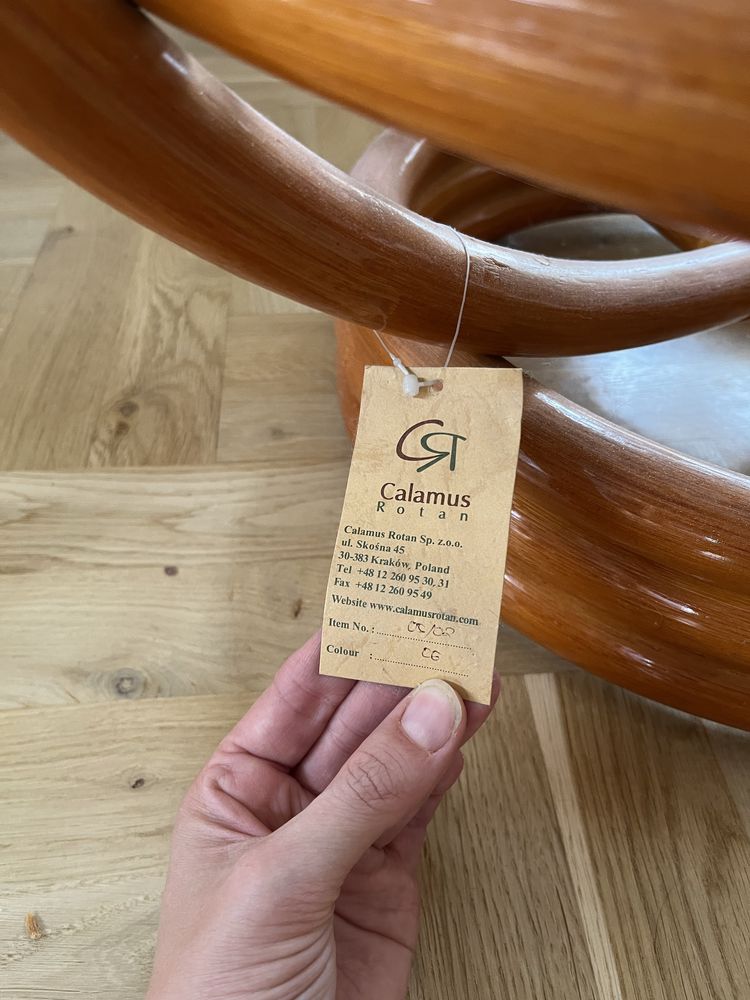 CR
Calamus
Rotan
Calamus Rotan Sp. z.o.o.
ul. Skośna 45
30-383 Kraków, Poland
Tel +48 12 260 95 30, 31
Fax +48 12 260 95 49
Website www.calamusrotan.com
Item No. :
Colour :